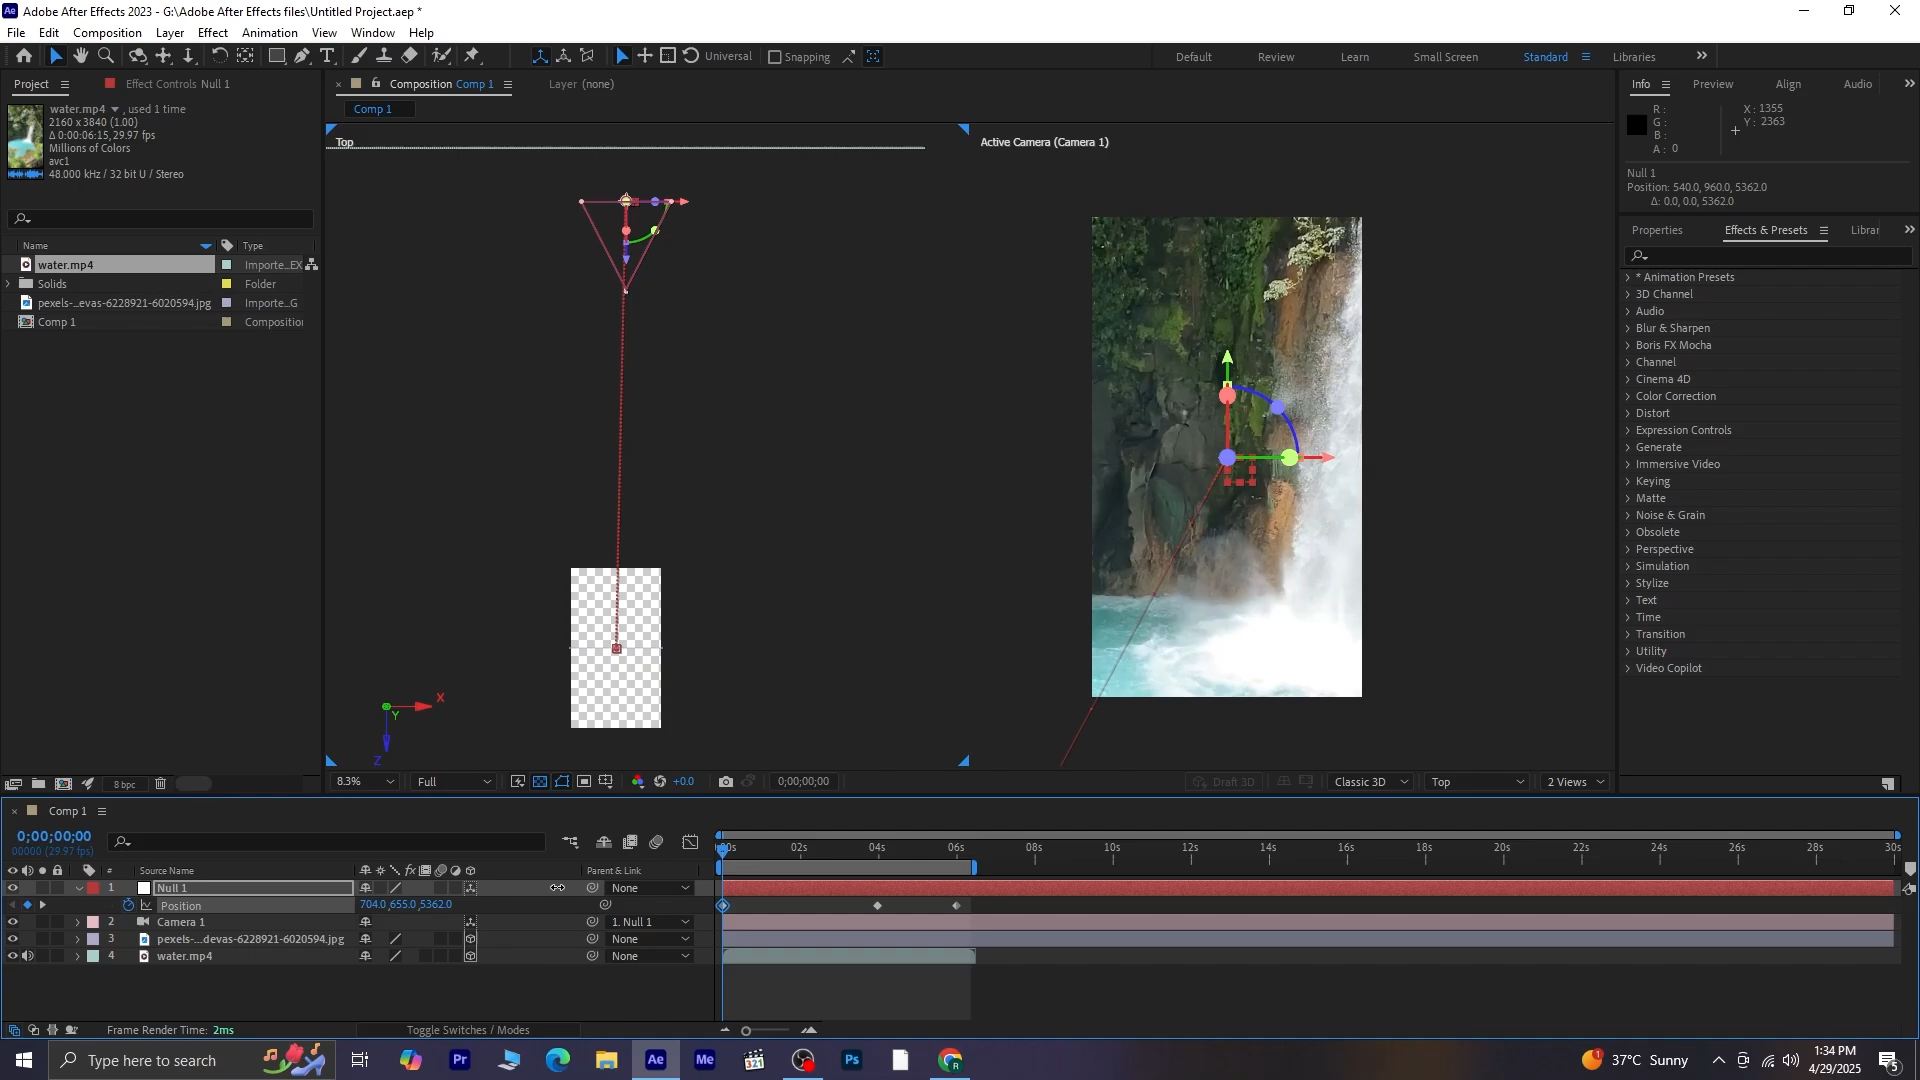 Adobe After Effects 2023 - G:\Adobe After Effects files\Untitled Project.aep *
File Edit Composition Layer Effect Animation View Window Help
Universal Snapping Default Review Learn Small Screen Standard Libraries
Project Effect Controls Null 1
water.mp4 , used 1 time
2160 x 3840 (1.00)
Δ 0:00:06:15, 29.97 fps
Millions of Colors
avc1
48.000 kHz / 32 bit U / Stereo
Name Type
water.mp4 Importe...EX
Solids Folder
pexels-...evas-6228921-6020594.jpg Importe...G
Comp 1 Composition
8 bpc
Composition Comp 1 Layer (none)
Comp 1
Top
Active Camera (Camera 1)
X
Y
Z
8.3% Full +0.0 0;00;00;00 Draft 3D Classic 3D Top 2 Views
Info Preview Align Audio
R :
G :
B :
A : 0
X : 1355
Y : 2363
Null 1
Position: 540.0, 960.0, 5362.0
Δ: 0.0, 0.0, 5362.0
Properties Effects & Presets Librar
* Animation Presets
3D Channel
Audio
Blur & Sharpen
Boris FX Mocha
Channel
Cinema 4D
Color Correction
Distort
Expression Controls
Generate
Immersive Video
Keying
Matte
Noise & Grain
Obsolete
Perspective
Simulation
Stylize
Text
Time
Transition
Utility
Video Copilot
Comp 1
0;00;00;00
00000 (29.97 fps)
:00s 02s 04s 06s 08s 10s 12s 14s 16s 18s 20s 22s 24s 26s 28s 30s
# Source Name Parent & Link
1 Null 1 None
Position 704.0,655.0,5362.0
2 Camera 1 1. Null 1
3 pexels-...devas-6228921-6020594.jpg None
4 water.mp4 None
Frame Render Time: 2ms Toggle Switches / Modes
Type here to search
Pr Ae Me 321 Ps
37°C Sunny
1:34 PM
4/29/2025
5